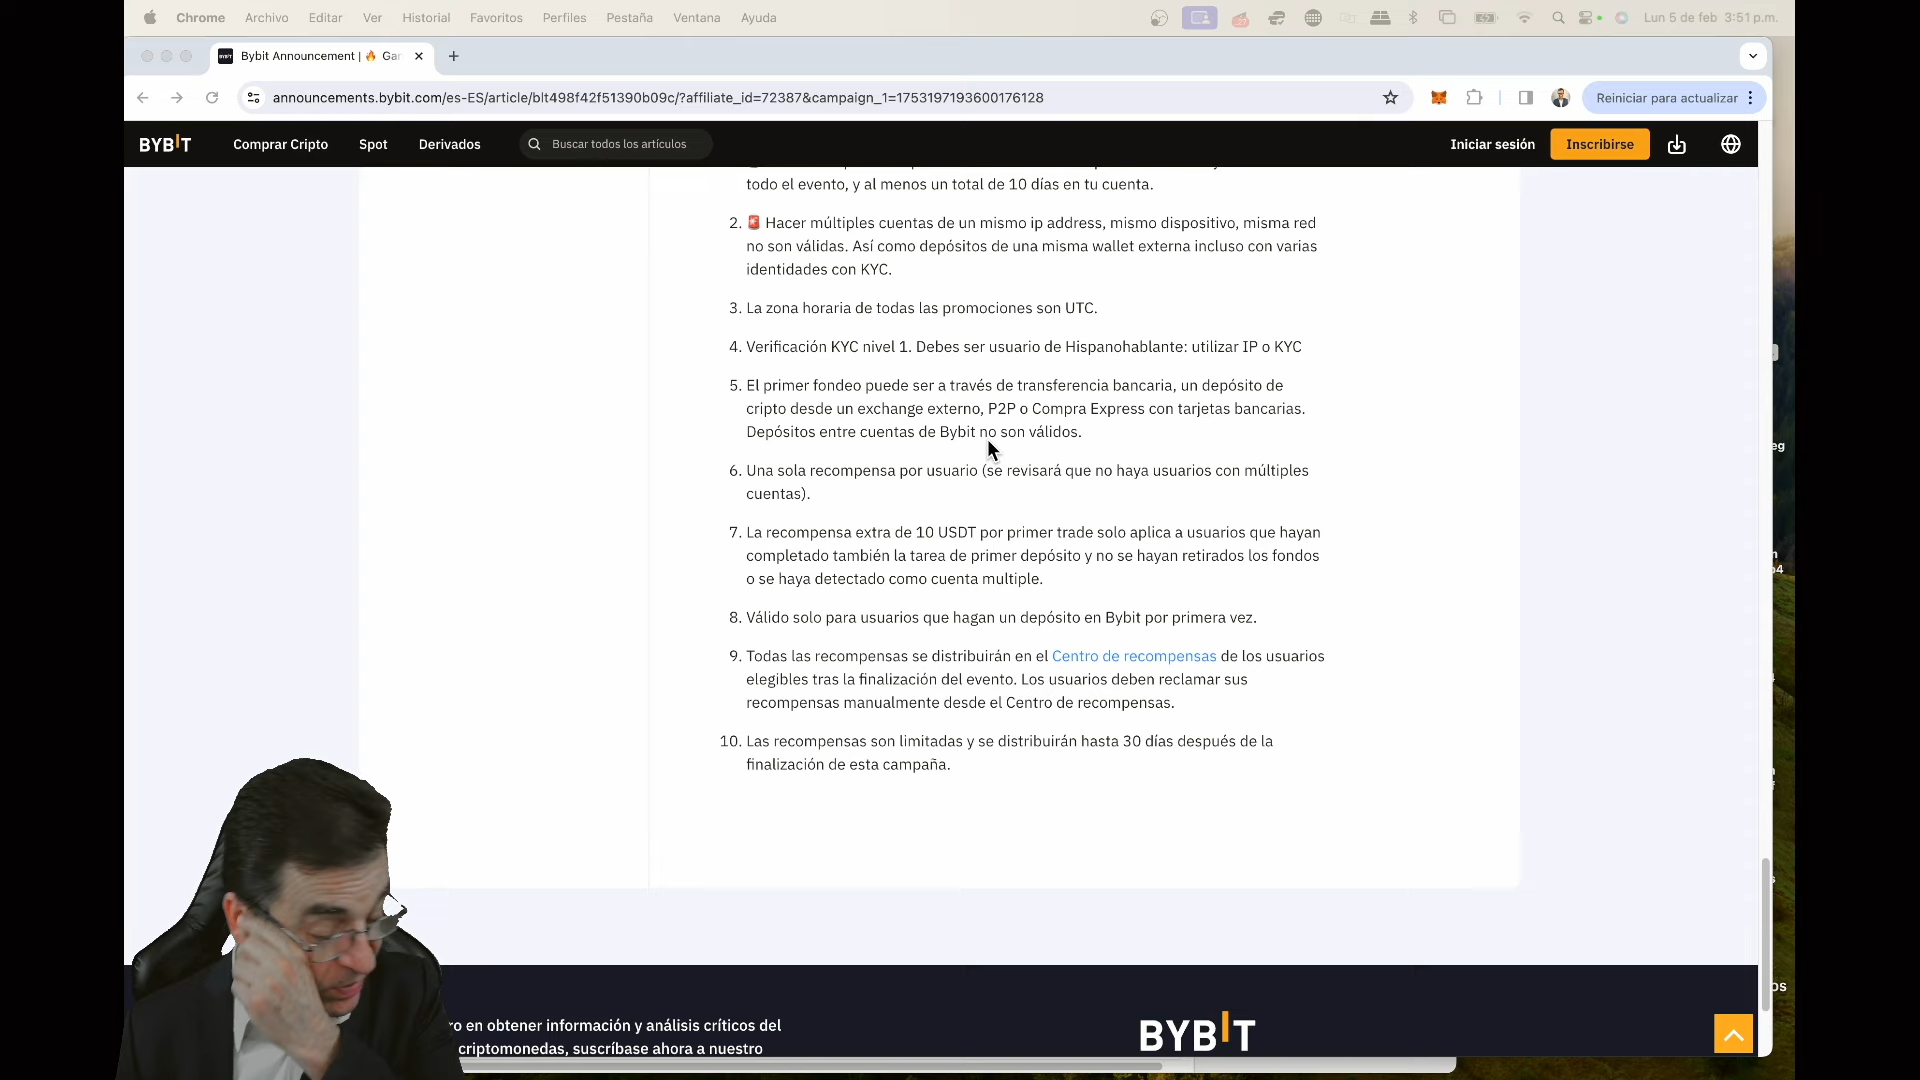 Chrome Archivo Editar Ver Historial Favoritos Perfiles Pestaña Ventana Ayuda Lun 5 de feb 3:51 p.m.
Bybit Announcement | 🔥 Gan
announcements.bybit.com/es-ES/article/blt498f42f51390b09c/?affiliate_id=72387&campaign_1=1753197193600176128 Reiniciar para actualizar
BYBIT Comprar Cripto Spot Derivados Buscar todos los artículos Iniciar sesión Inscribirse
todo el evento, y al menos un total de 10 días en tu cuenta.
2. 🚨 Hacer múltiples cuentas de un mismo ip address, mismo dispositivo, misma red
no son válidas. Así como depósitos de una misma wallet externa incluso con varias
identidades con KYC.
3. La zona horaria de todas las promociones son UTC.
4. Verificación KYC nivel 1. Debes ser usuario de Hispanohablante: utilizar IP o KYC
5. El primer fondeo puede ser a través de transferencia bancaria, un depósito de
cripto desde un exchange externo, P2P o Compra Express con tarjetas bancarias.
Depósitos entre cuentas de Bybit no son válidos.
6. Una sola recompensa por usuario (se revisará que no haya usuarios con múltiples
cuentas).
7. La recompensa extra de 10 USDT por primer trade solo aplica a usuarios que hayan
completado también la tarea de primer depósito y no se hayan retirados los fondos
o se haya detectado como cuenta multiple.
8. Válido solo para usuarios que hagan un depósito en Bybit por primera vez.
9. Todas las recompensas se distribuirán en el Centro de recompensas de los usuarios
elegibles tras la finalización del evento. Los usuarios deben reclamar sus
recompensas manualmente desde el Centro de recompensas.
10. Las recompensas son limitadas y se distribuirán hasta 30 días después de la
finalización de esta campaña.
ro en obtener información y análisis críticos del
criptomonedas, suscríbase ahora a nuestro
BYBIT